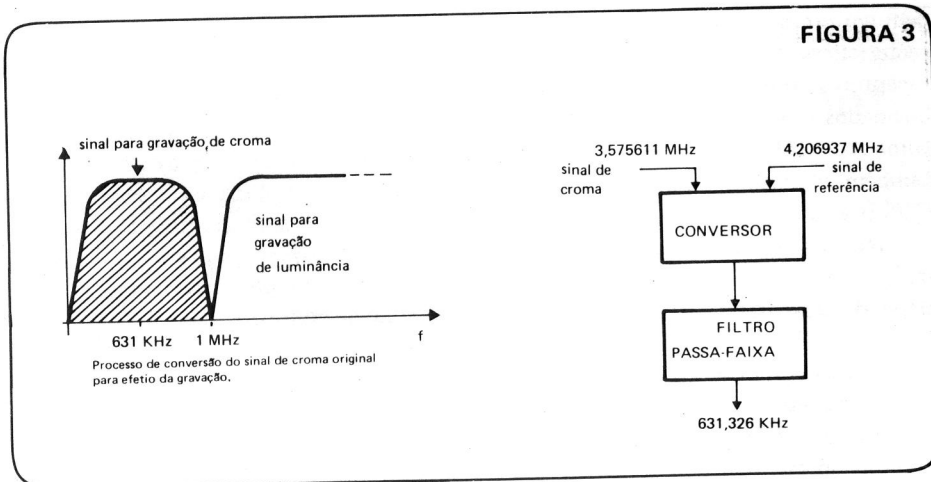 FIGURA 3
sinal para gravação de croma
sinal para
gravação
de luminância
631 KHz 1 MHz
f
Processo de conversão do sinal de croma original
para efetio da gravação.
3,575611 MHz
sinal de
croma
4,206937 MHz
sinal de
referência
CONVERSOR
FILTRO
PASSA-FAIXA
631,326 KHz